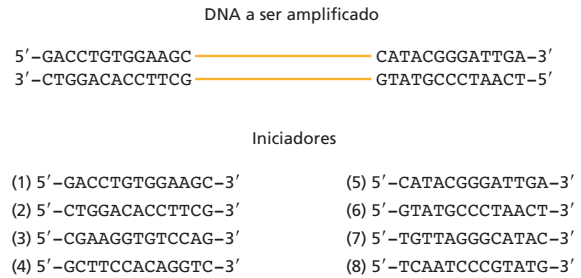 DNA a ser amplificado
5′–GACCTGTGGAAGC CATACGGGATTGA–3′
3′–CTGGACACCTTCG GTATGCCCTAACT–5′
Iniciadores
(1) 5′–GACCTGTGGAAGC–3′ (5) 5′–CATACGGGATTGA–3′
(2) 5′–CTGGACACCTTCG–3′ (6) 5′–GTATGCCCTAACT–3′
(3) 5′–CGAAGGTGTCCAG–3′ (7) 5′–TGTTAGGGCATAC–3′
(4) 5′–GCTTCCACAGGTC–3′ (8) 5′–TCAATCCCGTATG–3′